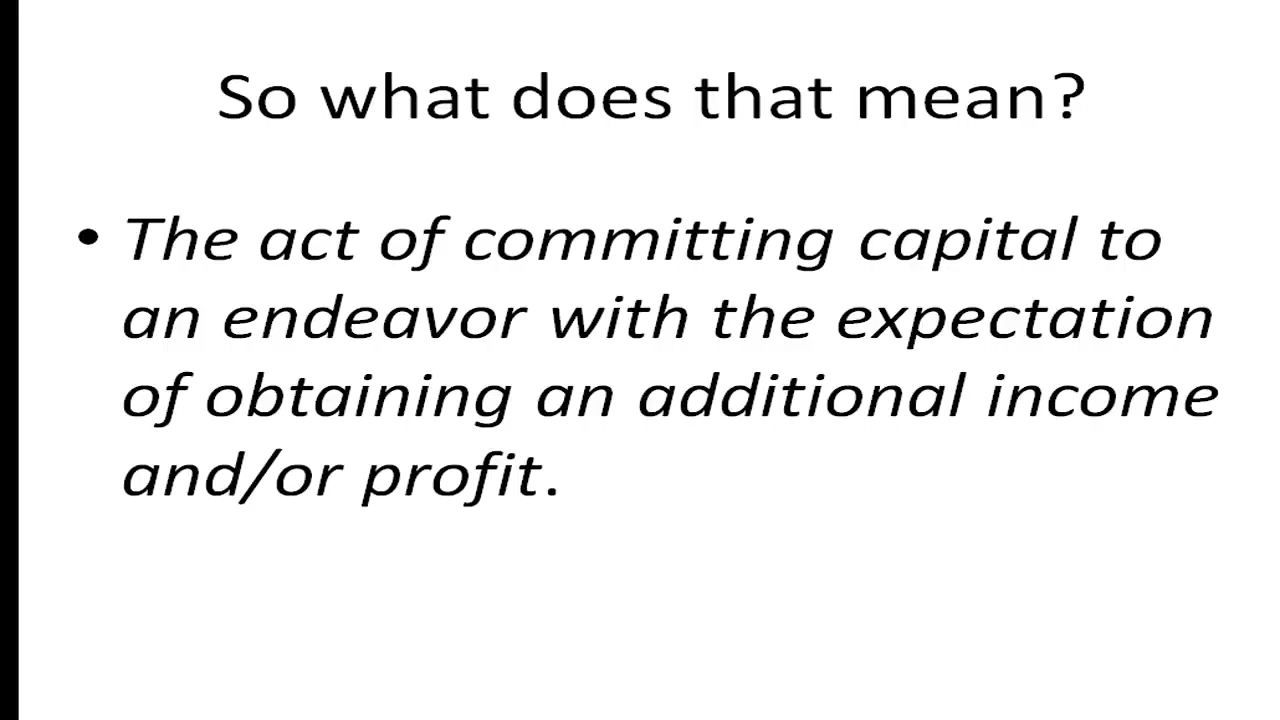 So what does that mean?
• The act of committing capital to
an endeavor with the expectation
of obtaining an additional income
and/or profit.